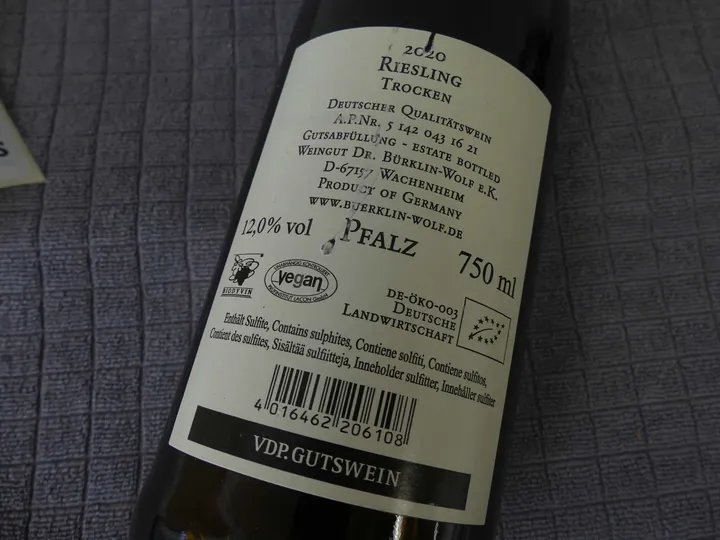 2020
RIESLING
TROCKEN
DEUTSCHER QUALITÄTSWEIN
A.P.NR. 5 142 043 16 21
GUTSABFÜLLUNG - ESTATE BOTTLED
WEINGUT DR. BÜRKLIN-WOLF E.K.
D-67157 WACHENHEIM
PRODUCT OF GERMANY
WWW.BUERKLIN-WOLF.DE
12,0% vol PFALZ 750 ml
BIODYVIN
vegan
DE-ÖKO-003
DEUTSCHE
LANDWIRTSCHAFT
Enthält Sulfite, Contains sulphites, Contiene solfiti, Contiene sulfitos,
Contient des sulfites, Sisältää sulfiitteja, Inneholder sulfitter, Innehåller sulfiter
4 016462 206108
VDP.GUTSWEIN